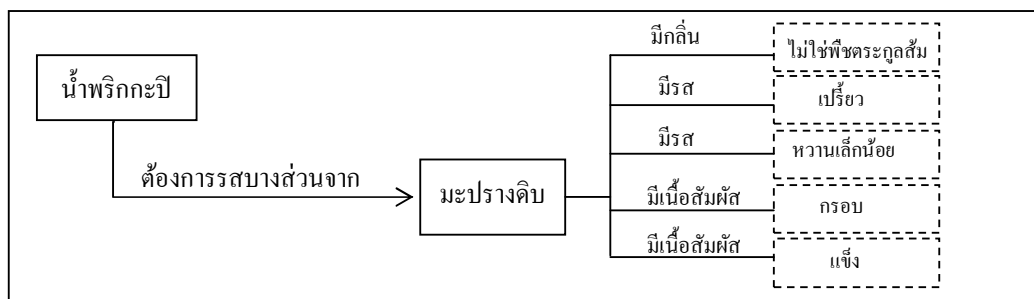 มีกลิ่น
ไม่ใช่พืชตระกูลส้ม
น้ำพริกกะปิ
มีรส
เปรี้ยว
มีรส
หวานเล็กน้อย
ต้องการรสบางส่วนจาก
มะปรางดิบ
มีเนื้อสัมผัส
กรอบ
มีเนื้อสัมผัส
แข็ง